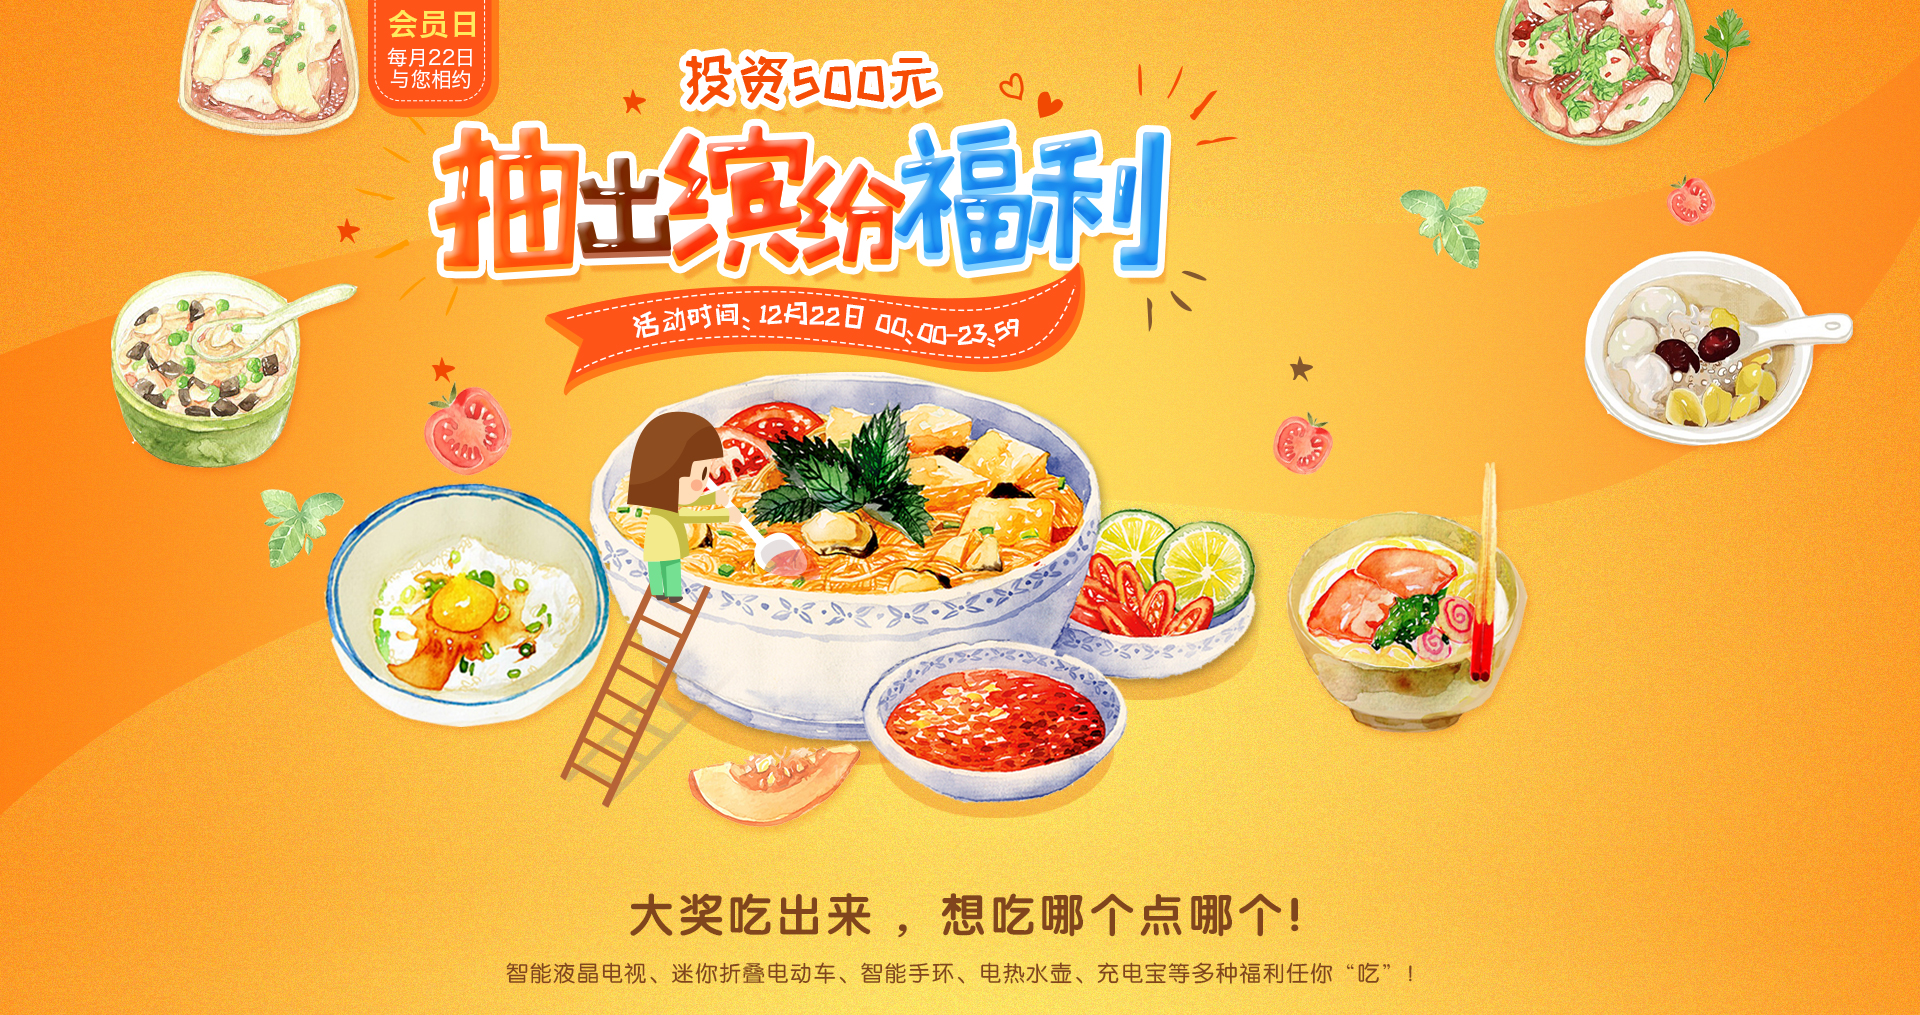 会员日
每月22日
与您相约
投资500元
抽出缤纷福利
活动时间：12月22日 00:00-23:59
大奖吃出来，想吃哪个点哪个！
智能液晶电视、迷你折叠电动车、智能手环、电热水壶、充电宝等多种福利任你“吃”！